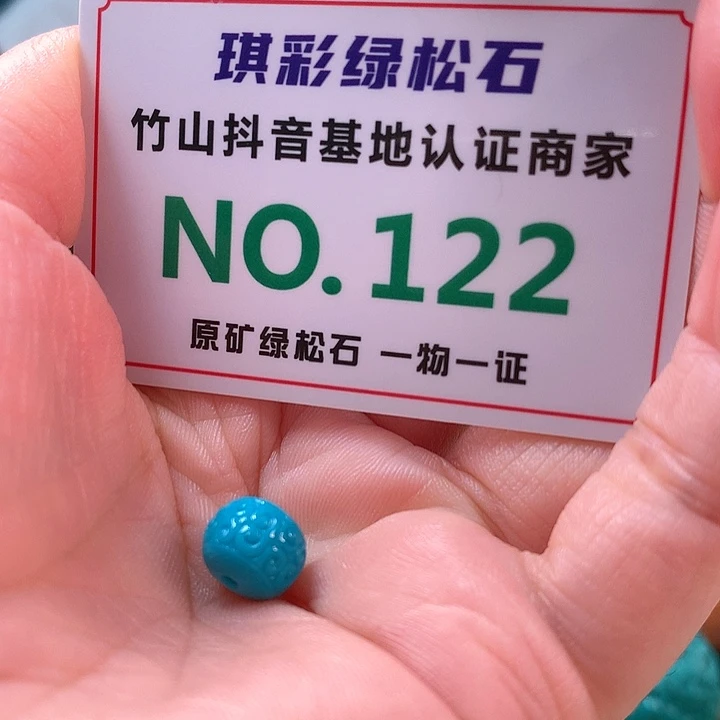 琪彩绿松石
竹山抖音基地认证商家
NO.122
原矿绿松石 一物一证